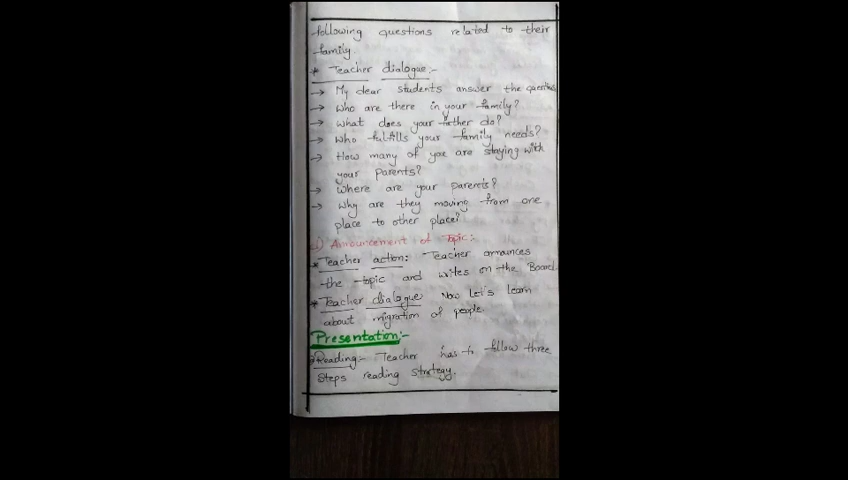 following questions related to their
family
* Teacher dialogue:-
→ My dear students answer the question
→ Who are there in your family?
→ What does your father do?
→ Who fulfills your family needs?
→ How many of you are staying with
your parents?
→ Where are your parents?
→ Why are they moving from one
place to other place?
Announcement of Topic:-
* Teacher action: Teacher announces
the topic and writes on the Board.
* Teacher dialogue Now Let's learn
about migration of people.
Presentation:-
Reading:- Teacher has to follow three
steps reading strategy.